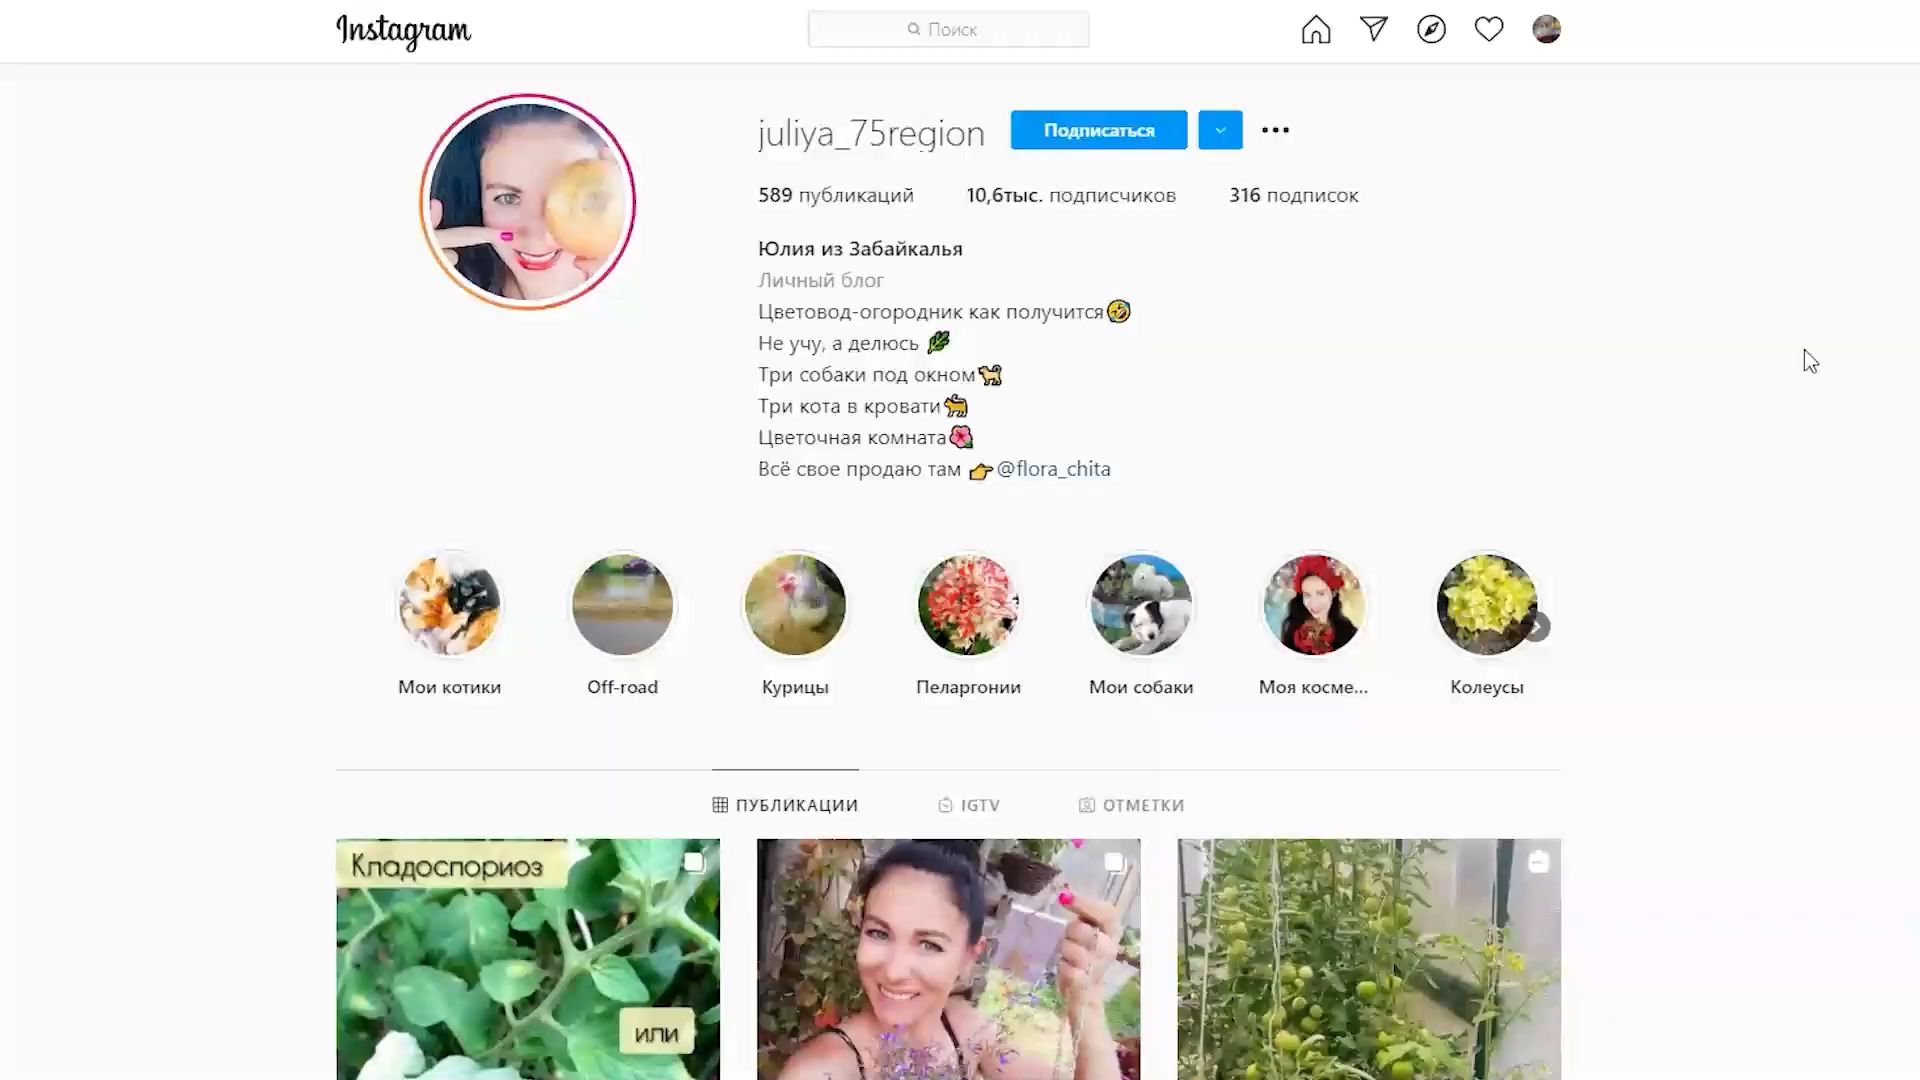 Instagram
Поиск
juliya_75region
Подписаться
589 публикаций 10,6тыс. подписчиков 316 подписок
Юлия из Забайкалья
Личный блог
Цветовод-огородник как получится🤣
Не учу, а делюсь 🌿
Три собаки под окном🐕
Три кота в кровати🐈
Цветочная комната🌺
Всё свое продаю там 👉@flora_chita
Мои котики Off-road Курицы Пеларгонии Мои собаки Моя косме... Колеусы
ПУБЛИКАЦИИ IGTV ОТМЕТКИ
Кладоспориоз
или